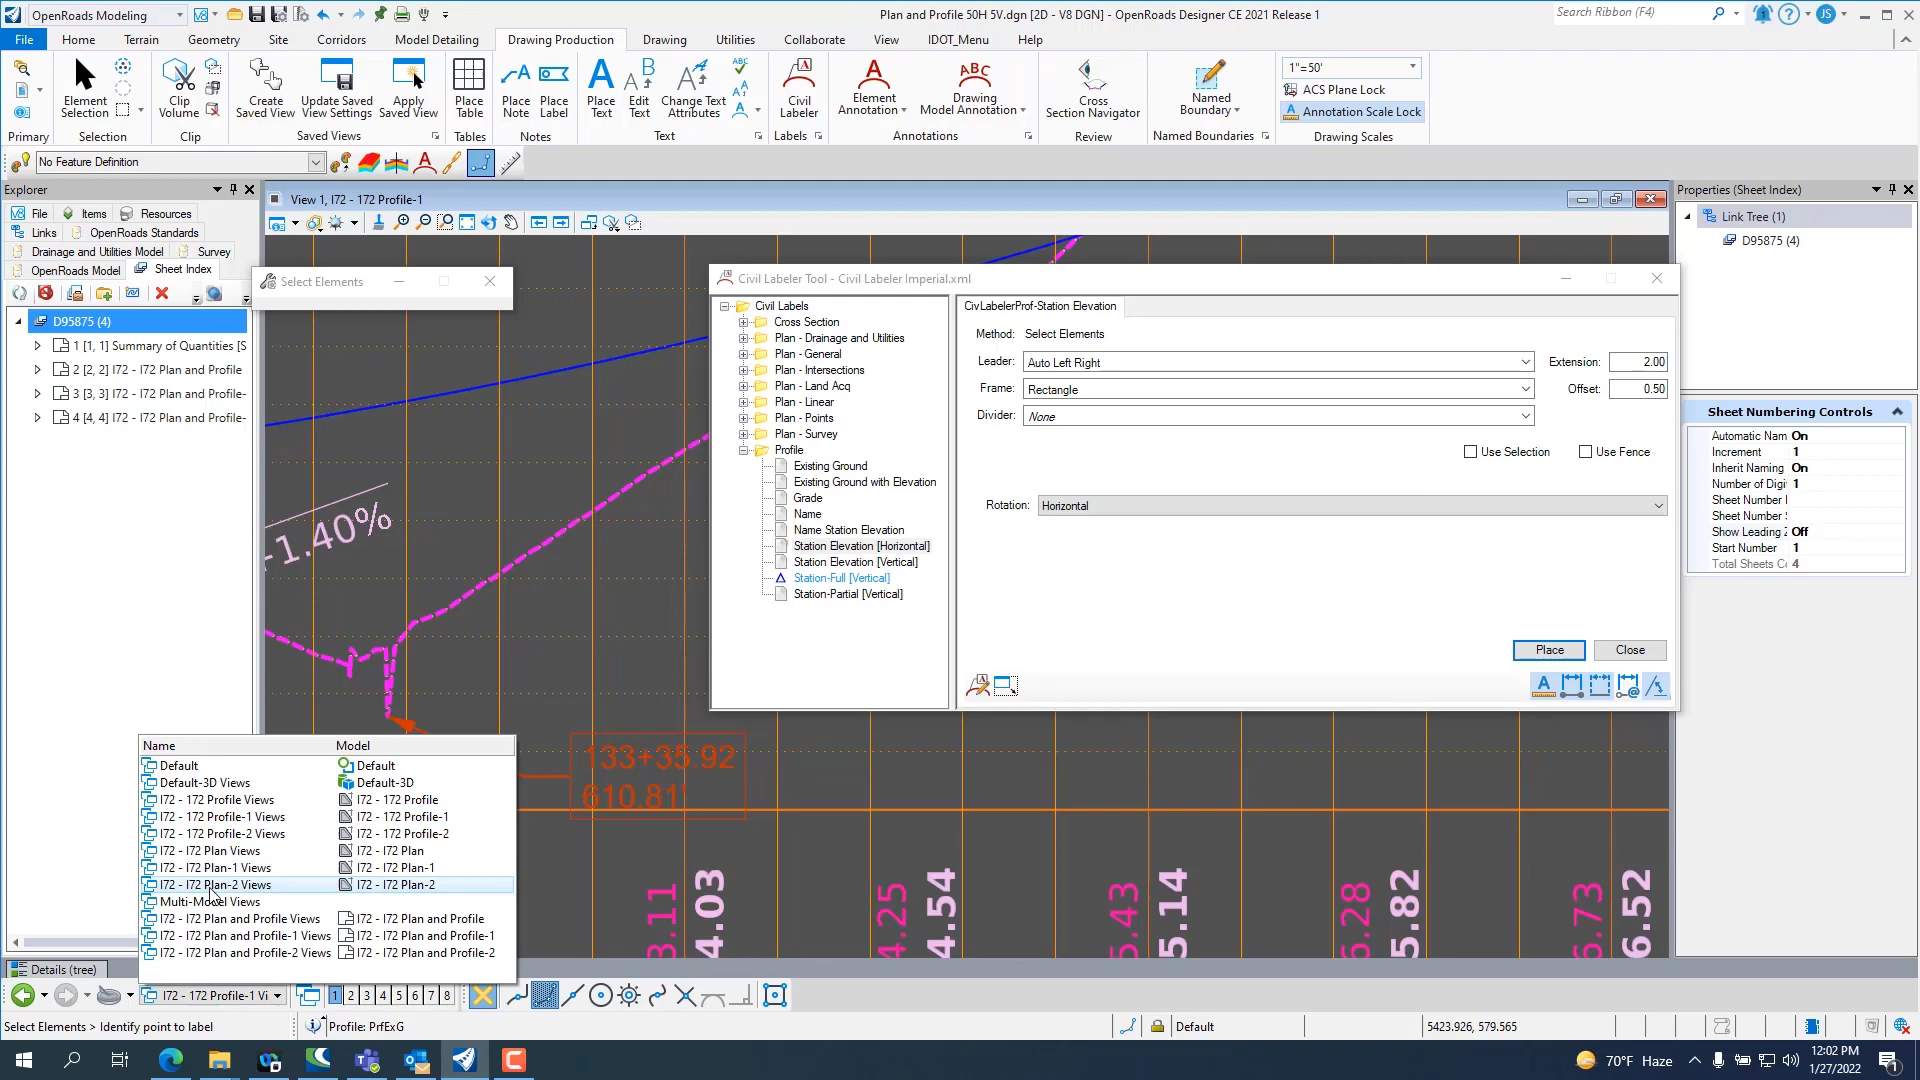 OpenRoads Modeling
Plan and Profile 50H 5V.dgn [2D - V8 DGN] - OpenRoads Designer CE 2021 Release 1
Search Ribbon (F4)
JS
File Home Terrain Geometry Site Corridors Model Detailing Drawing Production Drawing Utilities Collaborate View IDOT_Menu Help
Element Selection
Clip Volume
Create Saved View
Update Saved View Settings
Apply Saved View
Place Table
Place Note
Place Label
Place Text
Edit Text
Change Text Attributes
Civil Labeler
Element Annotation
Drawing Model Annotation
Cross Section Navigator
Named Boundary
1"=50'
ACS Plane Lock
Annotation Scale Lock
Primary Selection Clip Saved Views Tables Notes Text Labels Annotations Review Named Boundaries Drawing Scales
No Feature Definition
Explorer
File Items Resources
Links OpenRoads Standards
Drainage and Utilities Model Survey
OpenRoads Model Sheet Index
D95875 (4)
1 [1, 1] Summary of Quantities [S
2 [2, 2] I72 - I72 Plan and Profile
3 [3, 3] I72 - I72 Plan and Profile-
4 [4, 4] I72 - I72 Plan and Profile-
View 1, I72 - 172 Profile-1
Select Elements
Civil Labeler Tool - Civil Labeler Imperial.xml
Civil Labels
Cross Section
Plan - Drainage and Utilities
Plan - General
Plan - Intersections
Plan - Land Acq
Plan - Linear
Plan - Points
Plan - Survey
Profile
Existing Ground
Existing Ground with Elevation
Grade
Name
Name Station Elevation
Station Elevation [Horizontal]
Station Elevation [Vertical]
Station-Full [Vertical]
Station-Partial [Vertical]
CivLabelerProf-Station Elevation
Method: Select Elements
Leader: Auto Left Right Extension: 2.00
Frame: Rectangle Offset: 0.50
Divider: None
Use Selection Use Fence
Rotation: Horizontal
Place Close
Properties (Sheet Index)
Link Tree (1)
D95875 (4)
Sheet Numbering Controls
Automatic Nam On
Increment 1
Inherit Naming On
Number of Digi 1
Sheet Number
Sheet Number
Show Leading Off
Start Number 1
Total Sheets Co 4
-1.40%
133+35.92
610.81'
3.11
4.03
4.25
4.54
5.43
5.14
6.28
5.82
6.73
6.52
Name Model
Default Default
Default-3D Views Default-3D
I72 - 172 Profile Views I72 - 172 Profile
I72 - 172 Profile-1 Views I72 - 172 Profile-1
I72 - 172 Profile-2 Views I72 - 172 Profile-2
I72 - I72 Plan Views I72 - I72 Plan
I72 - I72 Plan-1 Views I72 - I72 Plan-1
I72 - I72 Plan-2 Views I72 - I72 Plan-2
Multi-Model Views
I72 - I72 Plan and Profile Views I72 - I72 Plan and Profile
I72 - I72 Plan and Profile-1 Views I72 - I72 Plan and Profile-1
I72 - I72 Plan and Profile-2 Views I72 - I72 Plan and Profile-2
Details (tree)
I72 - 172 Profile-1 Vi 1 2 3 4 5 6 7 8
Select Elements > Identify point to label
Profile: PrfExG
Default
5423.926, 579.565
70°F Haze
12:02 PM
1/27/2022